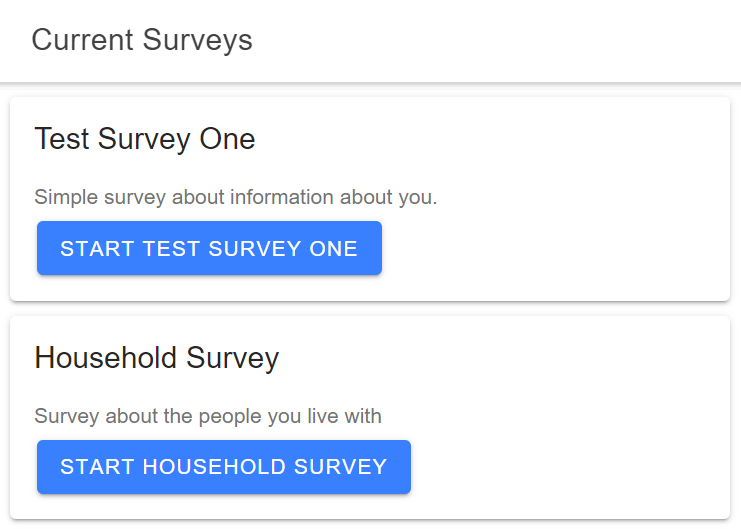 Current Surveys
Test Survey One
Simple survey about information about you.
START TEST SURVEY ONE
Household Survey
Survey about the people you live with
START HOUSEHOLD SURVEY